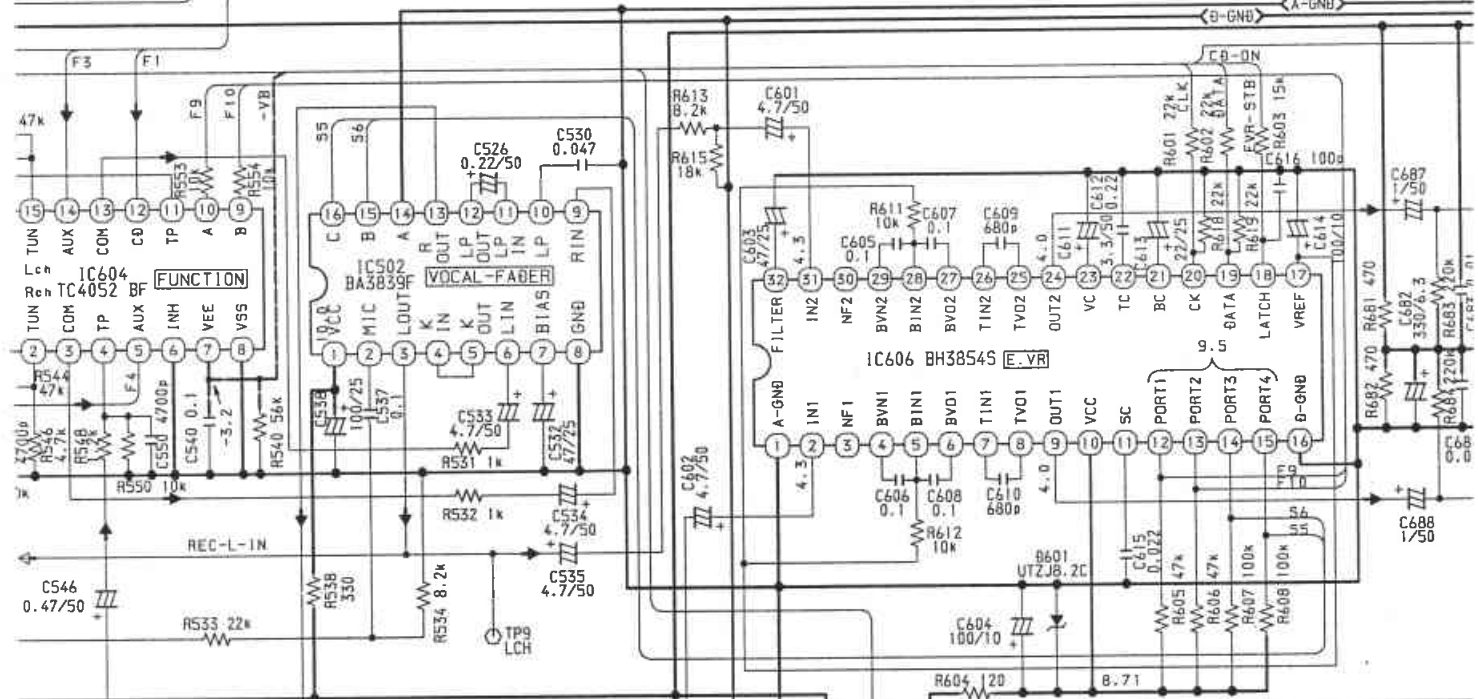 A-GND
D-GND
F3
F1
CD-ON
47k
F9
F10
-VB
S5
S6
R613
8.2k
C601
4.7/50
R601 22k
CLK
R602 22k
DATA
EVR-STB
R603 15k
C530
0.047
C526
0.22/50
R615
18k
C616 100p
R553
10k
R554
10k
C687
1/50
R611
10k
C607
0.1
C609
680p
C605
0.1
C603
47/25
4.3
4.0
C611
3.3/50
C612
0.22
C613
22/25
R618 22k
R619 22k
C614
100/10
15 14 13 12 11 10 9
TUN AUX COM CD TP A B
Lch
Rch
IC604
TC4052 BF
FUNCTION
TUN COM TP AUX INH VEE VSS
2 3 4 5 6 7 8
16 15 14 13 12 11 10 9
C B A R OUT LP OUT LP IN LP RIN
IC502
BA3839F
VOCAL-FADER
10.0
VCC MIC LOUT K IN K OUT LIN BIAS GND
1 2 3 4 5 6 7 8
32 31 30 29 28 27 26 25 24 23 22 21 20 19 18 17
FILTER IN2 NF2 BVN2 BIN2 BVO2 TIN2 TVO2 OUT2 VC TC BC CK DATA LATCH VREF
IC606 BH3854S
E.VR
9.5
A-GND IN1 NF1 BVN1 BIN1 BVO1 TIN1 TVO1 OUT1 VCC SC PORT1 PORT2 PORT3 PORT4 D-GND
1 2 3 4 5 6 7 8 9 10 11 12 13 14 15 16
R681 470
C682
330/6.3
R683 220k
R682 470
R684 220k
R544
47k
F4
4700p
R546
4.7k
R548
C550 4700p
C540 0.1
-3.2
R540 56k
R550 10k
C538
100/25
C537
0.1
C533
4.7/50
C532
47/25
R531 1k
R532 1k
C534
4.7/50
C602
4.7/50
4.3
C606
0.1
C608
0.1
C610
680p
4.0
R612
10k
F9
F10
S6
S5
C688
1/50
REC-L-IN
C535
4.7/50
D601
UTZJ8.2C
C615
0.022
C546
0.47/50
R538
330
R534 8.2k
R533 22k
TP9
LCH
C604
100/10
R605 47k
R606 47k
R607 100k
R608 100k
R604 120
8.71